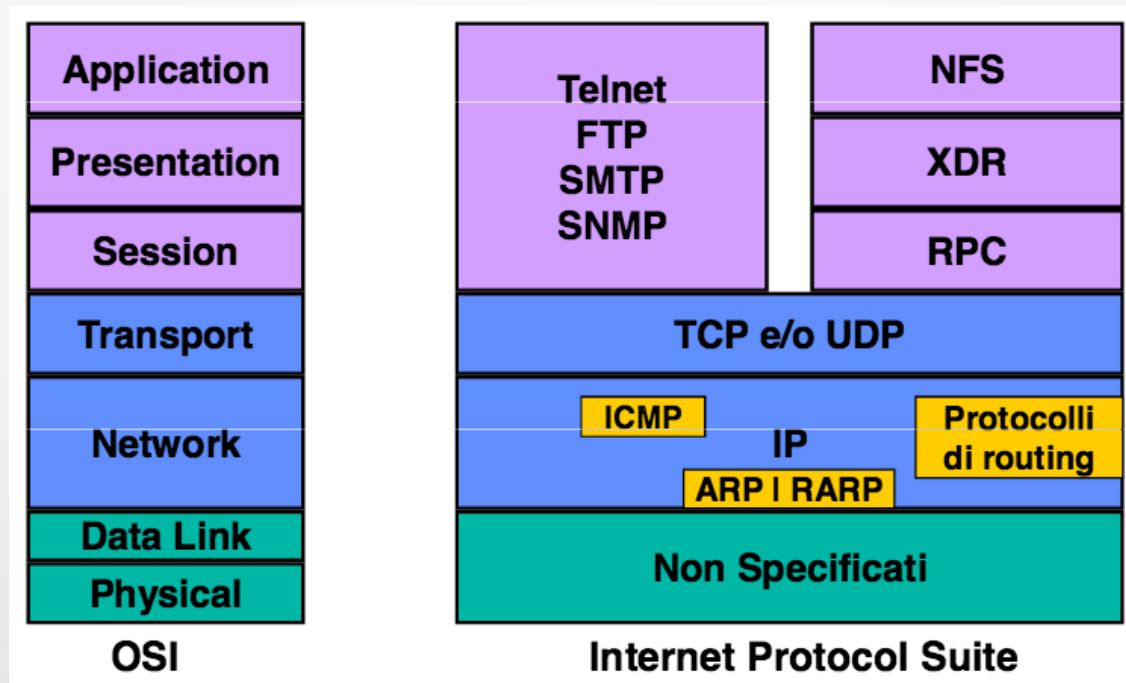 Application
Presentation
Session
Transport
Network
Data Link
Physical
OSI
Telnet
FTP
SMTP
SNMP
NFS
XDR
RPC
TCP e/o UDP
ICMP
IP
Protocolli
di routing
ARP I RARP
Non Specificati
Internet Protocol Suite